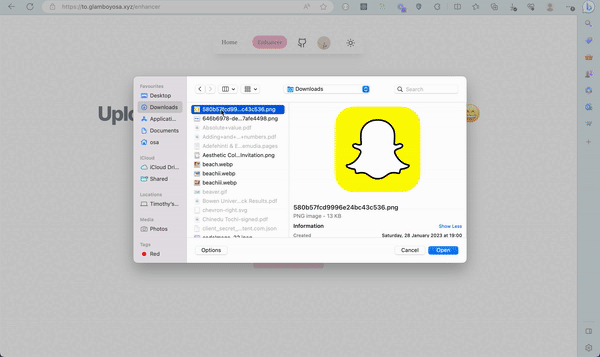 https://to.glamboyosa.xyz/enhancer
Home
Enhancer
Uplo
Downloads
Search
Favourites
Desktop
Downloads
Applicati...
Documents
osa
iCloud
iCloud Dri...
Shared
Locations
Timothy's...
Media
Photos
Tags
Red
580b57fcd99...c43c536.png
646b6978-de...7afe4498.png
Absolute value.pdf
Adding+and+...+numbers.pdf
Adefehinti & E...emudia.pages
Aesthetic Col...Invitation.png
beach.webp
beachii.webp
beachiii.webp
beaver.gif
Bowen Univer...ck Results.pdf
chevron-right.svg
Chinedu Tochi-signed.pdf
client_secret_...tent.com.json
580b57fcd9996e24bc43c536.png
PNG image - 13 KB
Information
Show Less
Created
Saturday, 28 January 2023 at 19:00
Options
Cancel
Open